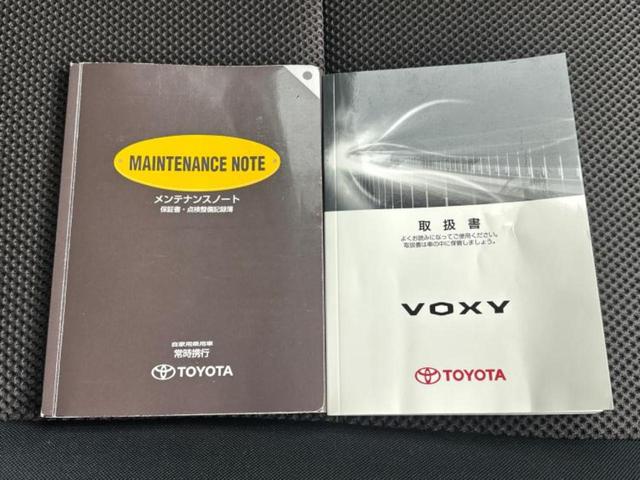 MAINTENANCE NOTE
メンテナンスノート
保証書・点検整備記録簿
自家用乗用車
常時携行
TOYOTA
取扱書
よくお読みになってご使用ください。
取扱書は車の中に保管しましょう。
VOXY
TOYOTA